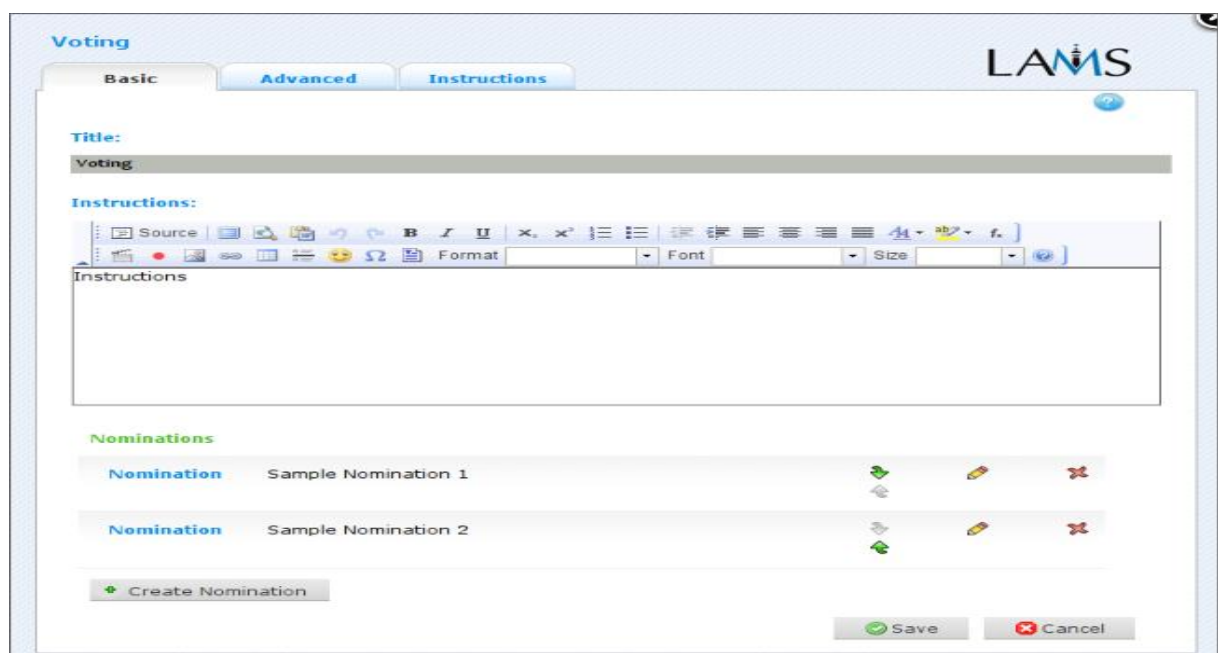 Voting
LAMS
Basic Advanced Instructions
Title:
Voting
Instructions:
Source B I U
Format Font Size
Instructions
Nominations
Nomination Sample Nomination 1
Nomination Sample Nomination 2
Create Nomination
Save Cancel